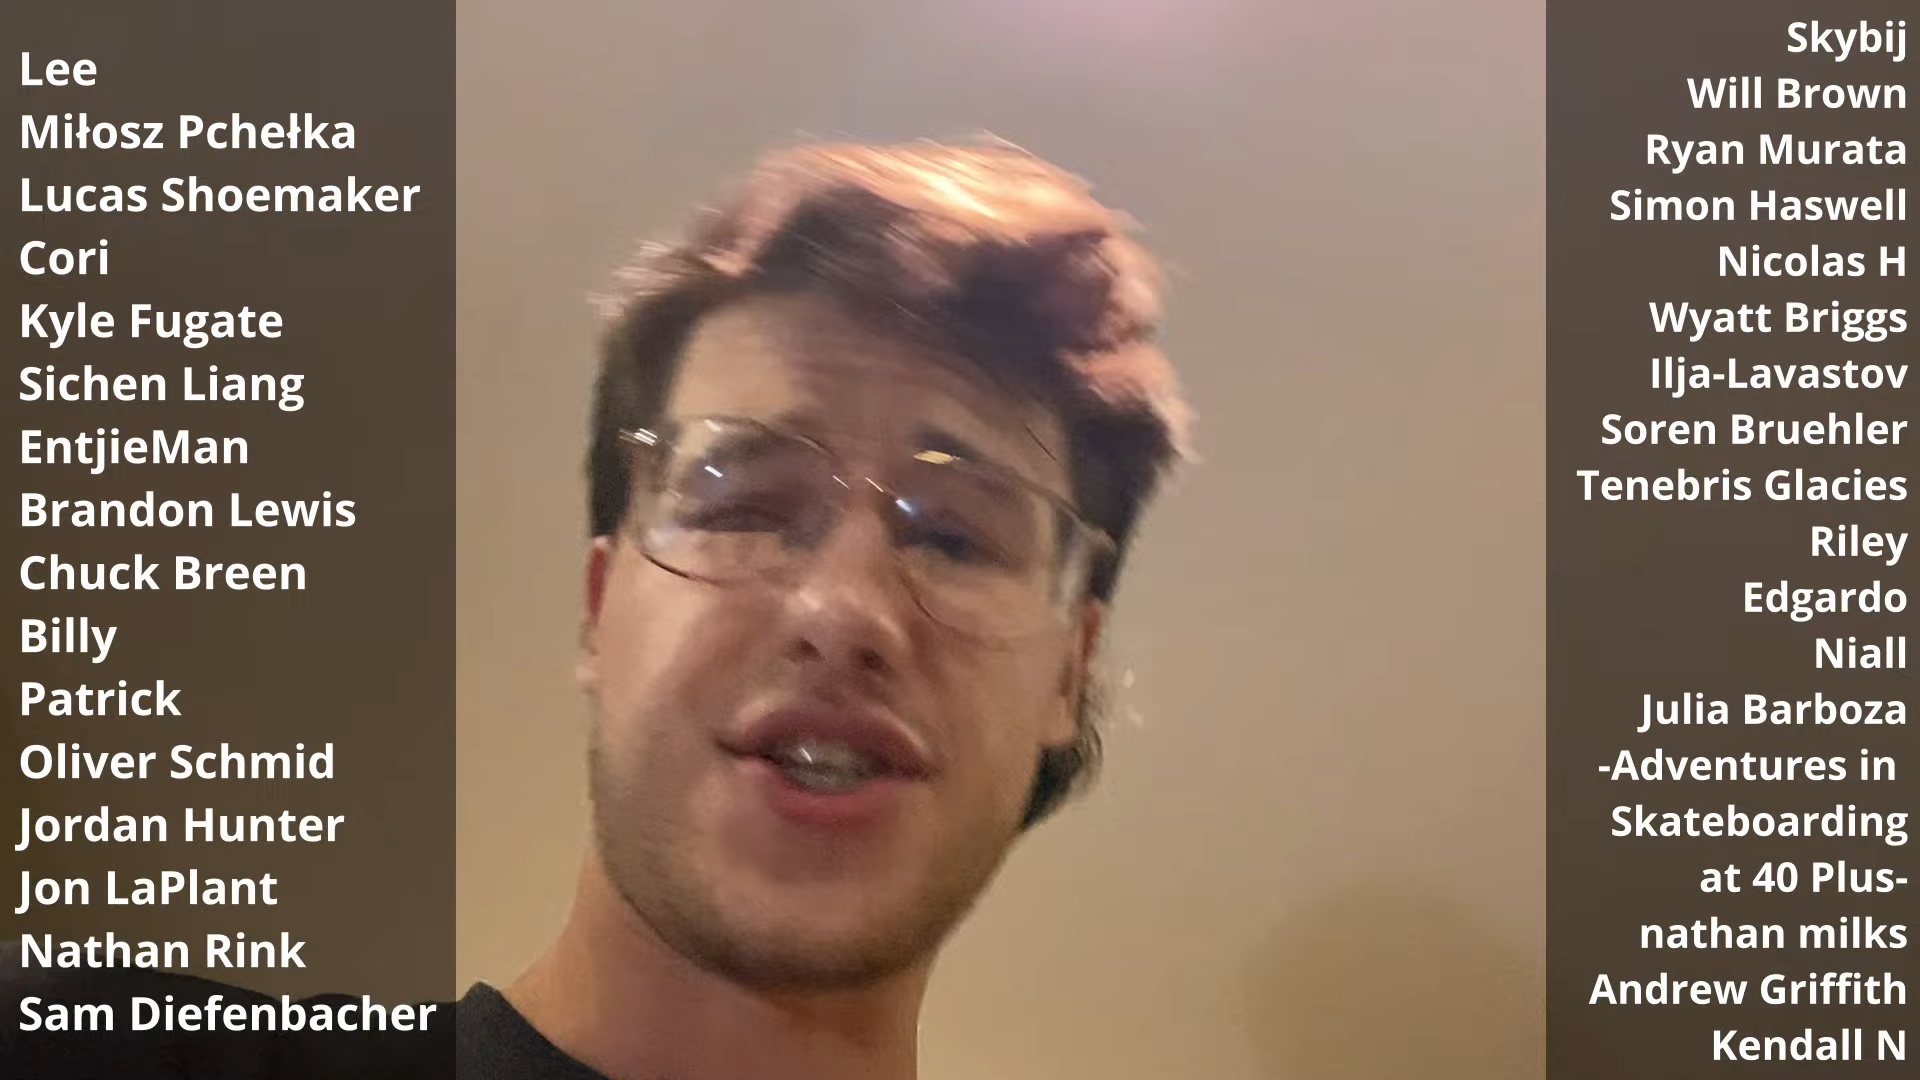 Lee
Miłosz Pchełka
Lucas Shoemaker
Cori
Kyle Fugate
Sichen Liang
EntjieMan
Brandon Lewis
Chuck Breen
Billy
Patrick
Oliver Schmid
Jordan Hunter
Jon LaPlant
Nathan Rink
Sam Diefenbacher
Skybij
Will Brown
Ryan Murata
Simon Haswell
Nicolas H
Wyatt Briggs
Ilja-Lavastov
Soren Bruehler
Tenebris Glacies
Riley
Edgardo
Niall
Julia Barboza
-Adventures in
Skateboarding
at 40 Plus-
nathan milks
Andrew Griffith
Kendall N